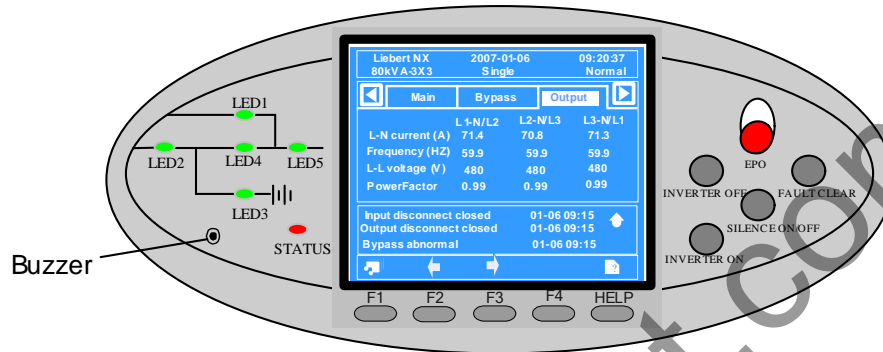 Liebert NX 2007-01-06 09:20:37
80kVA-3X3 Single Normal
Main Bypass Output
L1-N/L2 L2-N/L3 L3-N/L1
L-N current (A) 71.4 70.8 71.3
Frequency (HZ) 59.9 59.9 59.9
L-L voltage (V) 480 480 480
PowerFactor 0.99 0.99 0.99
Input disconnect closed 01-06 09:15
Output disconnect closed 01-06 09:15
Bypass abnormal 01-06 09:15
F1 F2 F3 F4 HELP
LED1
LED2 LED4 LED5
LED3
STATUS
Buzzer
EPO
INVERTER OFF FAULT CLEAR
SILENCE ON/OFF
INVERTER ON